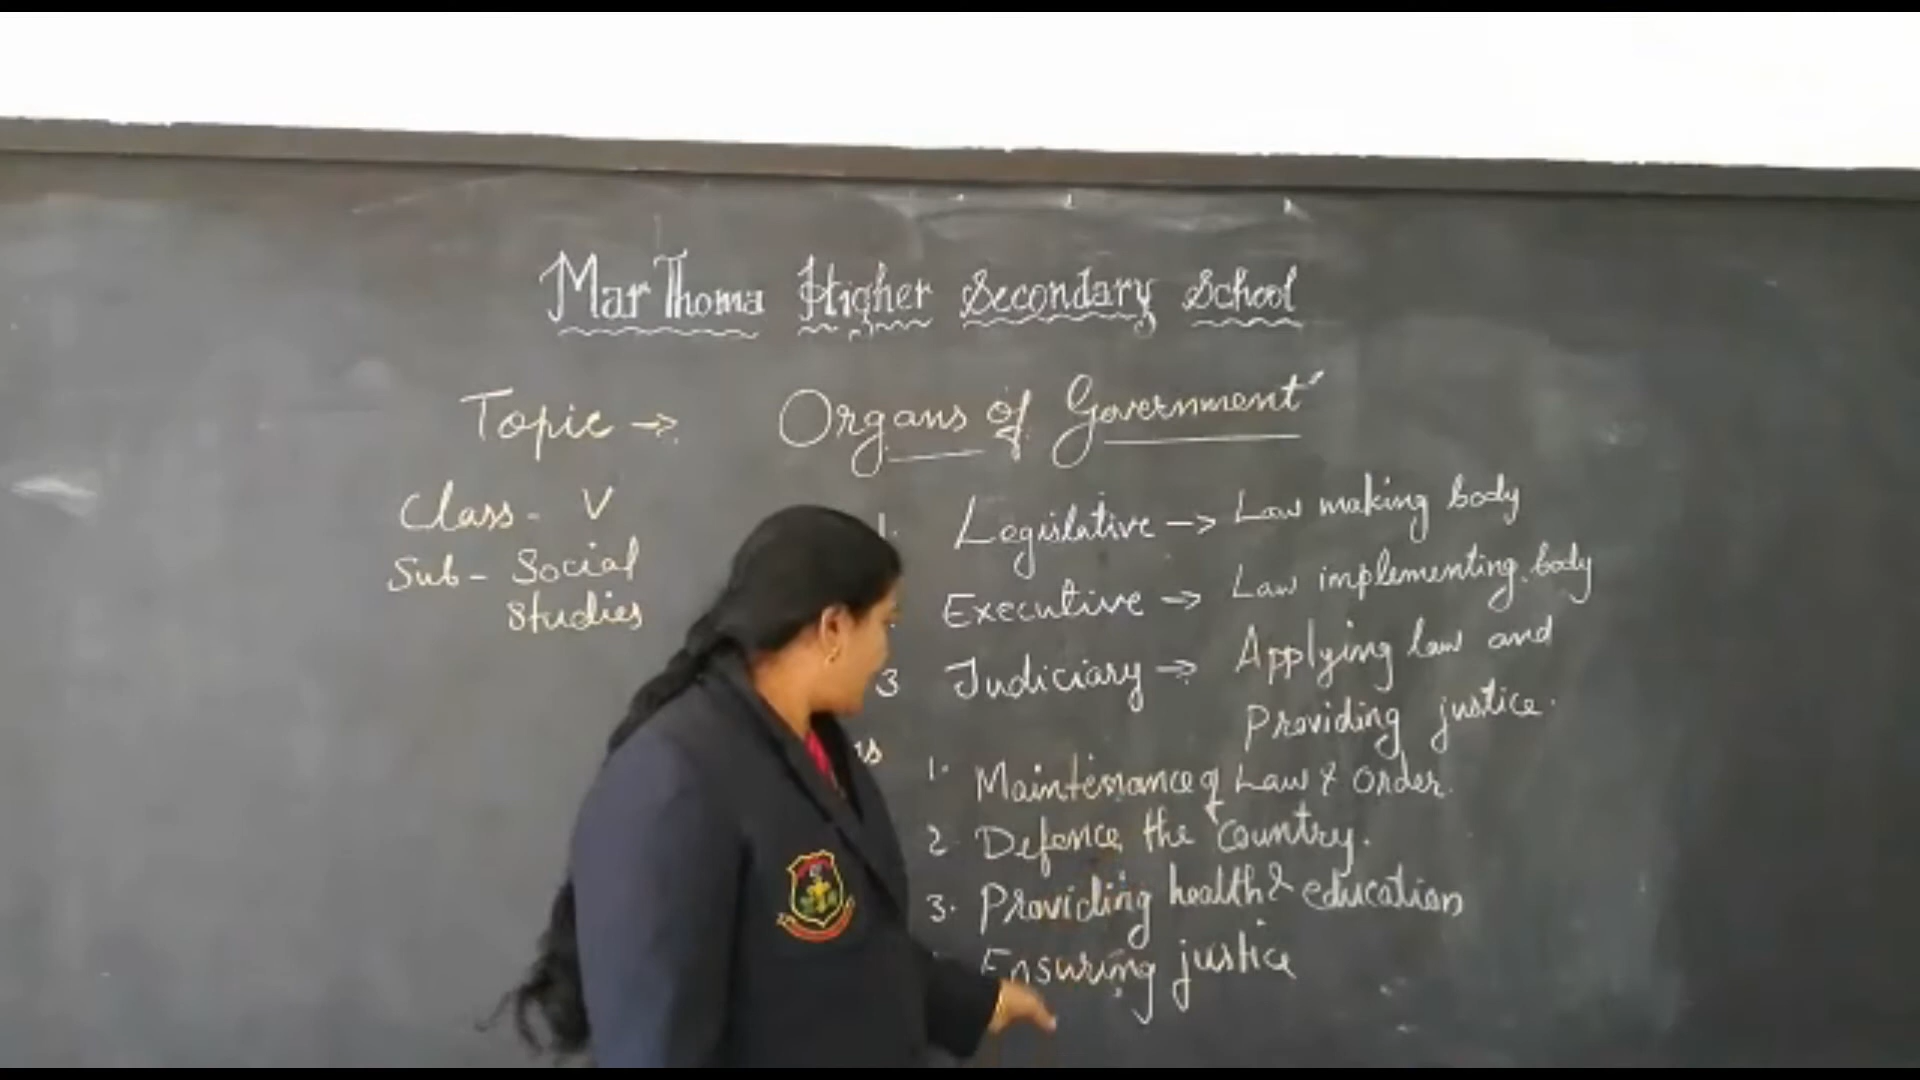 Mar Thoma Higher Secondary School
Topic → Organs of Government
Class - V
Sub - Social
Studies
1. Legislative → Law making body
Executive → Law implementing body
3 Judiciary → Applying law and
Providing justice.
1. Maintenance of Law & Order.
2. Defence the Country.
3. Providing health & education
Ensuring justice